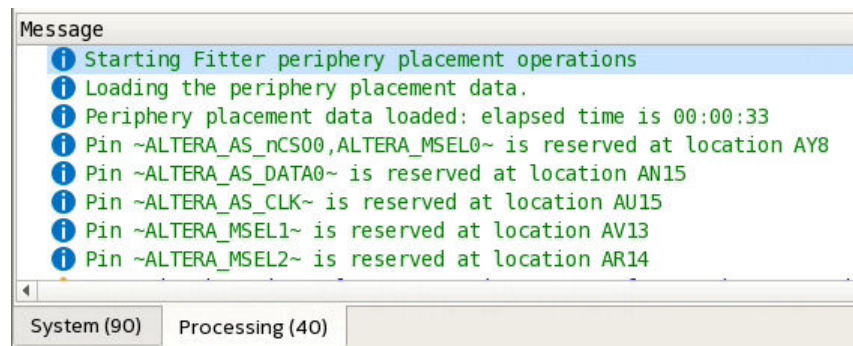 Message
Starting Fitter periphery placement operations
Loading the periphery placement data.
Periphery placement data loaded: elapsed time is 00:00:33
Pin ~ALTERA_AS_nCSO0,ALTERA_MSEL0~ is reserved at location AY8
Pin ~ALTERA_AS_DATA0~ is reserved at location AN15
Pin ~ALTERA_AS_CLK~ is reserved at location AU15
Pin ~ALTERA_MSEL1~ is reserved at location AV13
Pin ~ALTERA_MSEL2~ is reserved at location AR14
System (90) Processing (40)